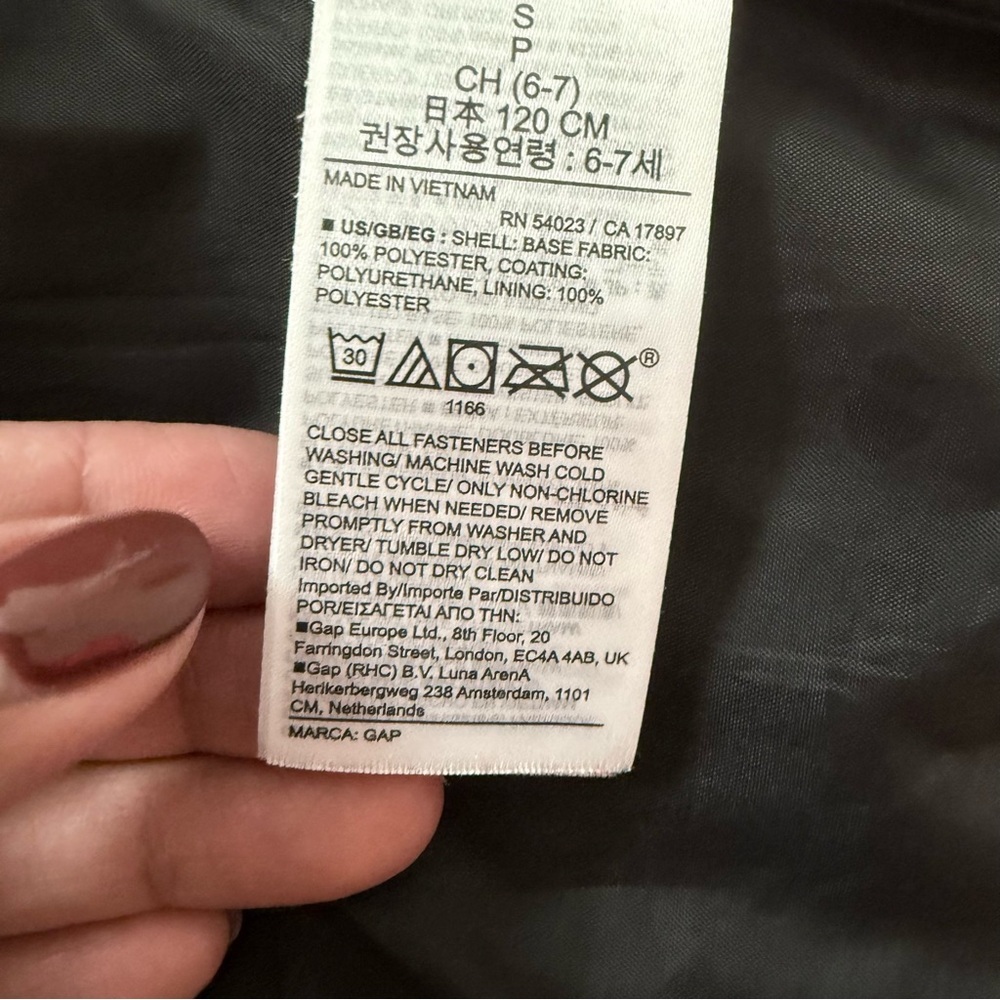 S
P
CH (6-7)
日本 120 CM
권장사용연령 : 6-7세
MADE IN VIETNAM
RN 54023 / CA 17897
■ US/GB/EG : SHELL: BASE FABRIC:
100% POLYESTER, COATING:
POLYURETHANE, LINING: 100%
POLYESTER
30
®
1166
CLOSE ALL FASTENERS BEFORE
WASHING/ MACHINE WASH COLD
GENTLE CYCLE/ ONLY NON-CHLORINE
BLEACH WHEN NEEDED/ REMOVE
PROMPTLY FROM WASHER AND
DRYER/ TUMBLE DRY LOW/ DO NOT
IRON/ DO NOT DRY CLEAN
Imported By/Importe Par/DISTRIBUIDO
POR/ΕΙΣΑΓΕΤΑΙ ΑΠΟ ΤΗΝ:
■Gap Europe Ltd., 8th Floor, 20
Farringdon Street, London, EC4A 4AB, UK
■Gap (RHC) B.V. Luna ArenA
Herikerbergweg 238 Amsterdam, 1101
CM, Netherlands
MARCA: GAP